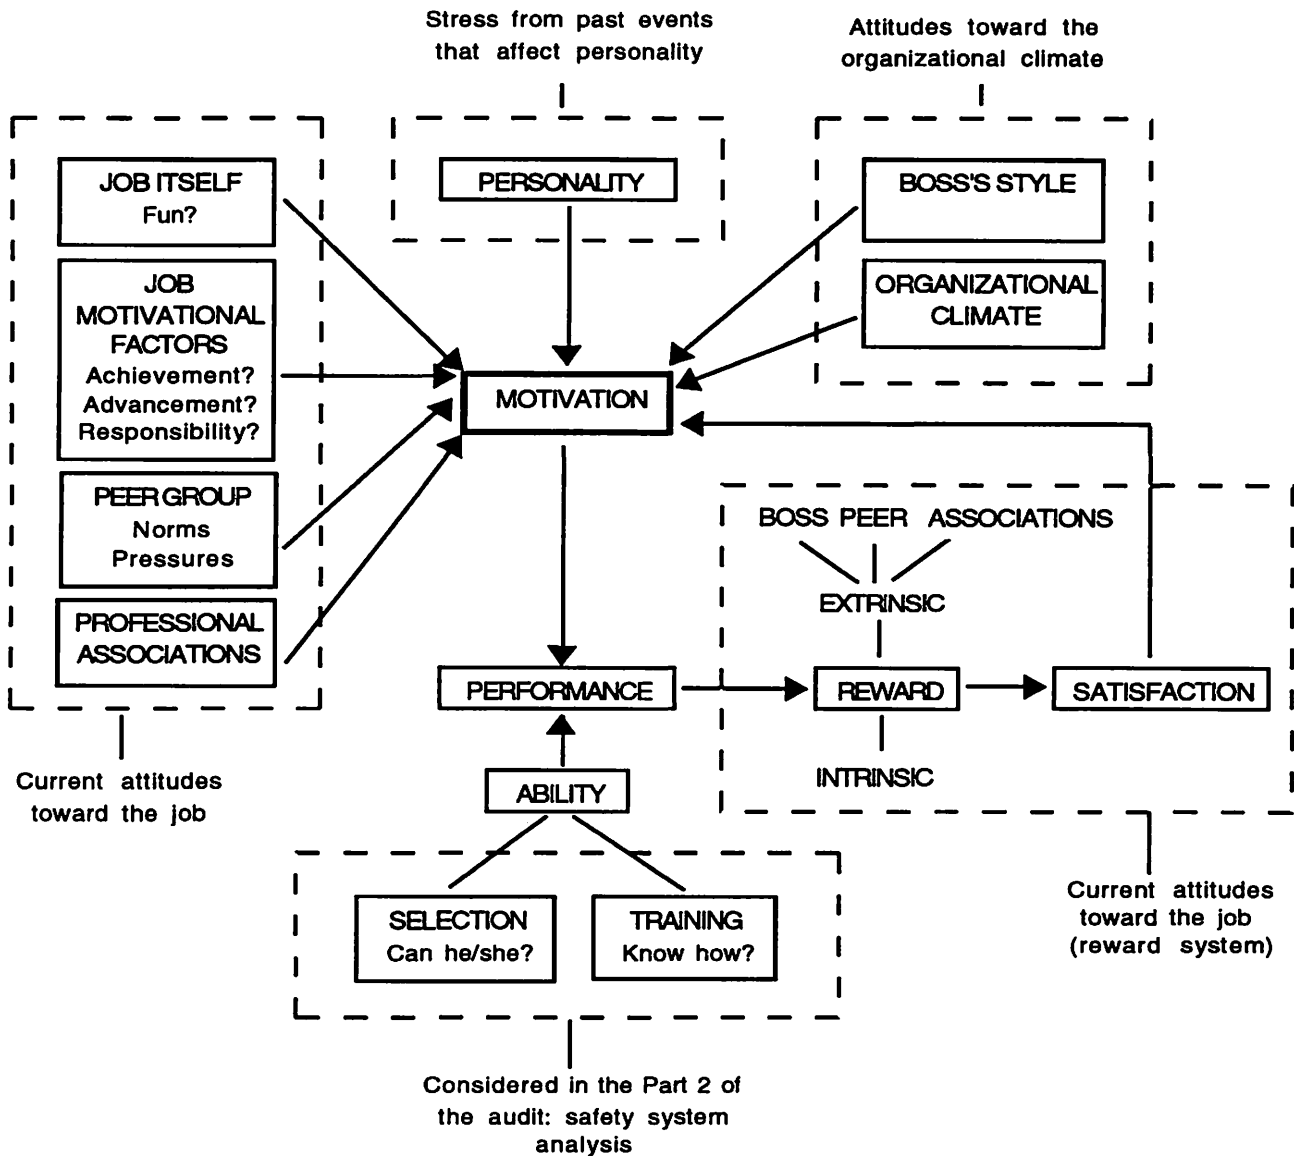 Stress from past events
that affect personality
Attitudes toward the
organizational climate
JOB ITSELF
Fun?
PERSONALITY
BOSS'S STYLE
JOB
MOTIVATIONAL
FACTORS
Achievement?
Advancement?
Responsibility?
ORGANIZATIONAL
CLIMATE
MOTIVATION
PEER GROUP
Norms
Pressures
BOSS PEER ASSOCIATIONS
EXTRINSIC
PROFESSIONAL
ASSOCIATIONS
PERFORMANCE
REWARD
SATISFACTION
INTRINSIC
Current attitudes
toward the job
ABILITY
SELECTION
Can he/she?
TRAINING
Know how?
Current attitudes
toward the job
(reward system)
Considered in the Part 2 of
the audit: safety system
analysis